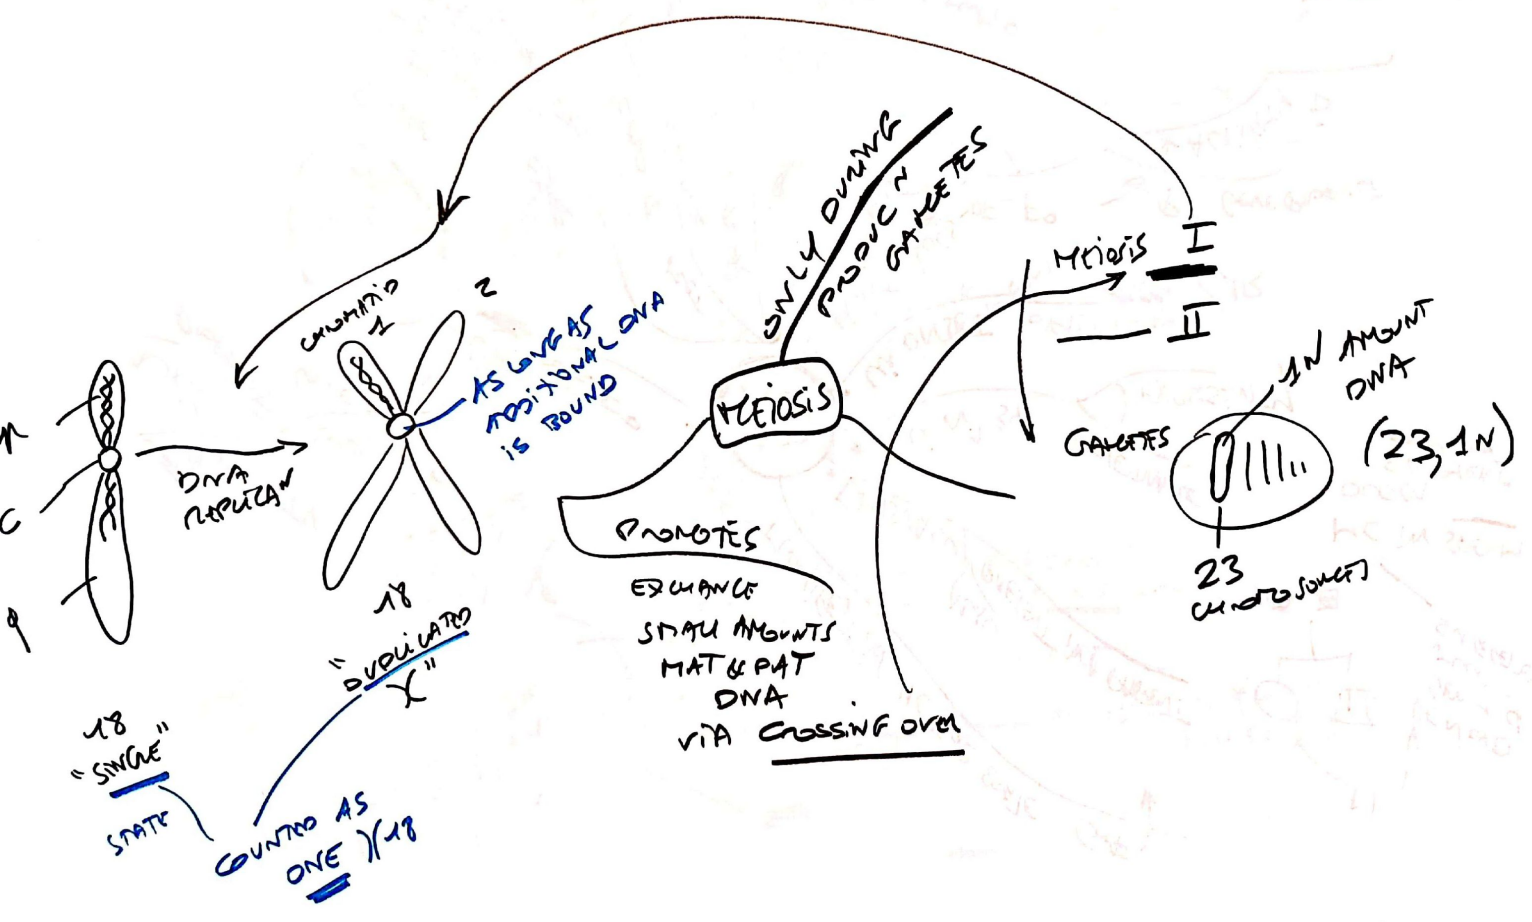 ONLY DURING
PRODUC N
GAMETES
MEIOSIS I
II
CHROMATID
1
2
AS LONG AS
ADDITIONAL DNA
IS BOUND
MEIOSIS
1N AMOUNT
DNA
GAMETES
(23, 1N)
23
CHROMOSOMES
C
q
DNA
REPLICAN
PROMOTES
EXCHANGE
SMALL AMOUNTS
MAT & PAT
DNA
VIA CROSSING OVER
18
"DUPLICATED
X"
18
"SINGLE"
STATE
COUNTED AS
ONE )( 18